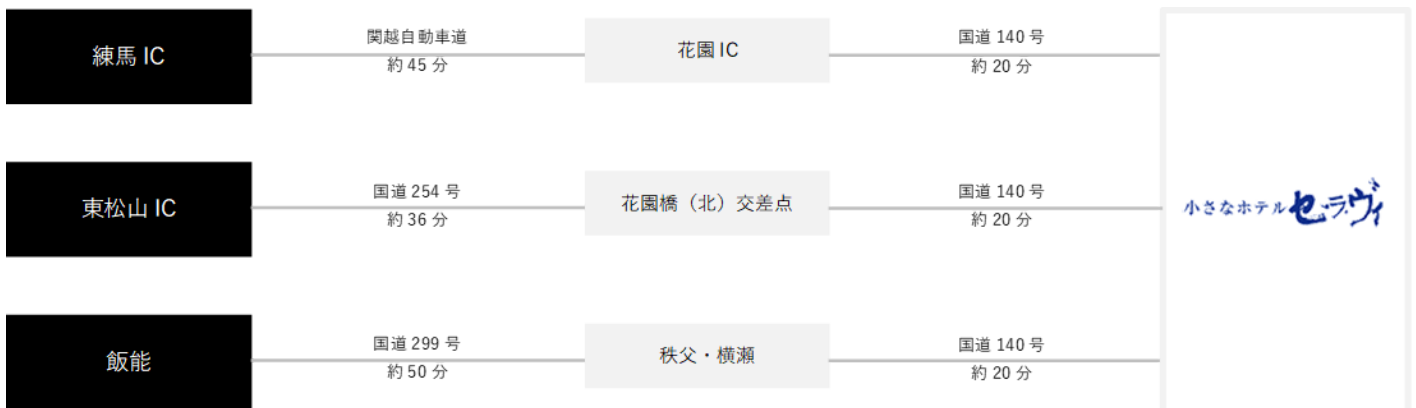 練馬 IC
関越自動車道
約 45 分
花園 IC
国道 140 号
約 20 分
東松山 IC
国道 254 号
約 36 分
花園橋（北）交差点
国道 140 号
約 20 分
小さなホテル セ・ラ・ヴィ
飯能
国道 299 号
約 50 分
秩父・横瀬
国道 140 号
約 20 分